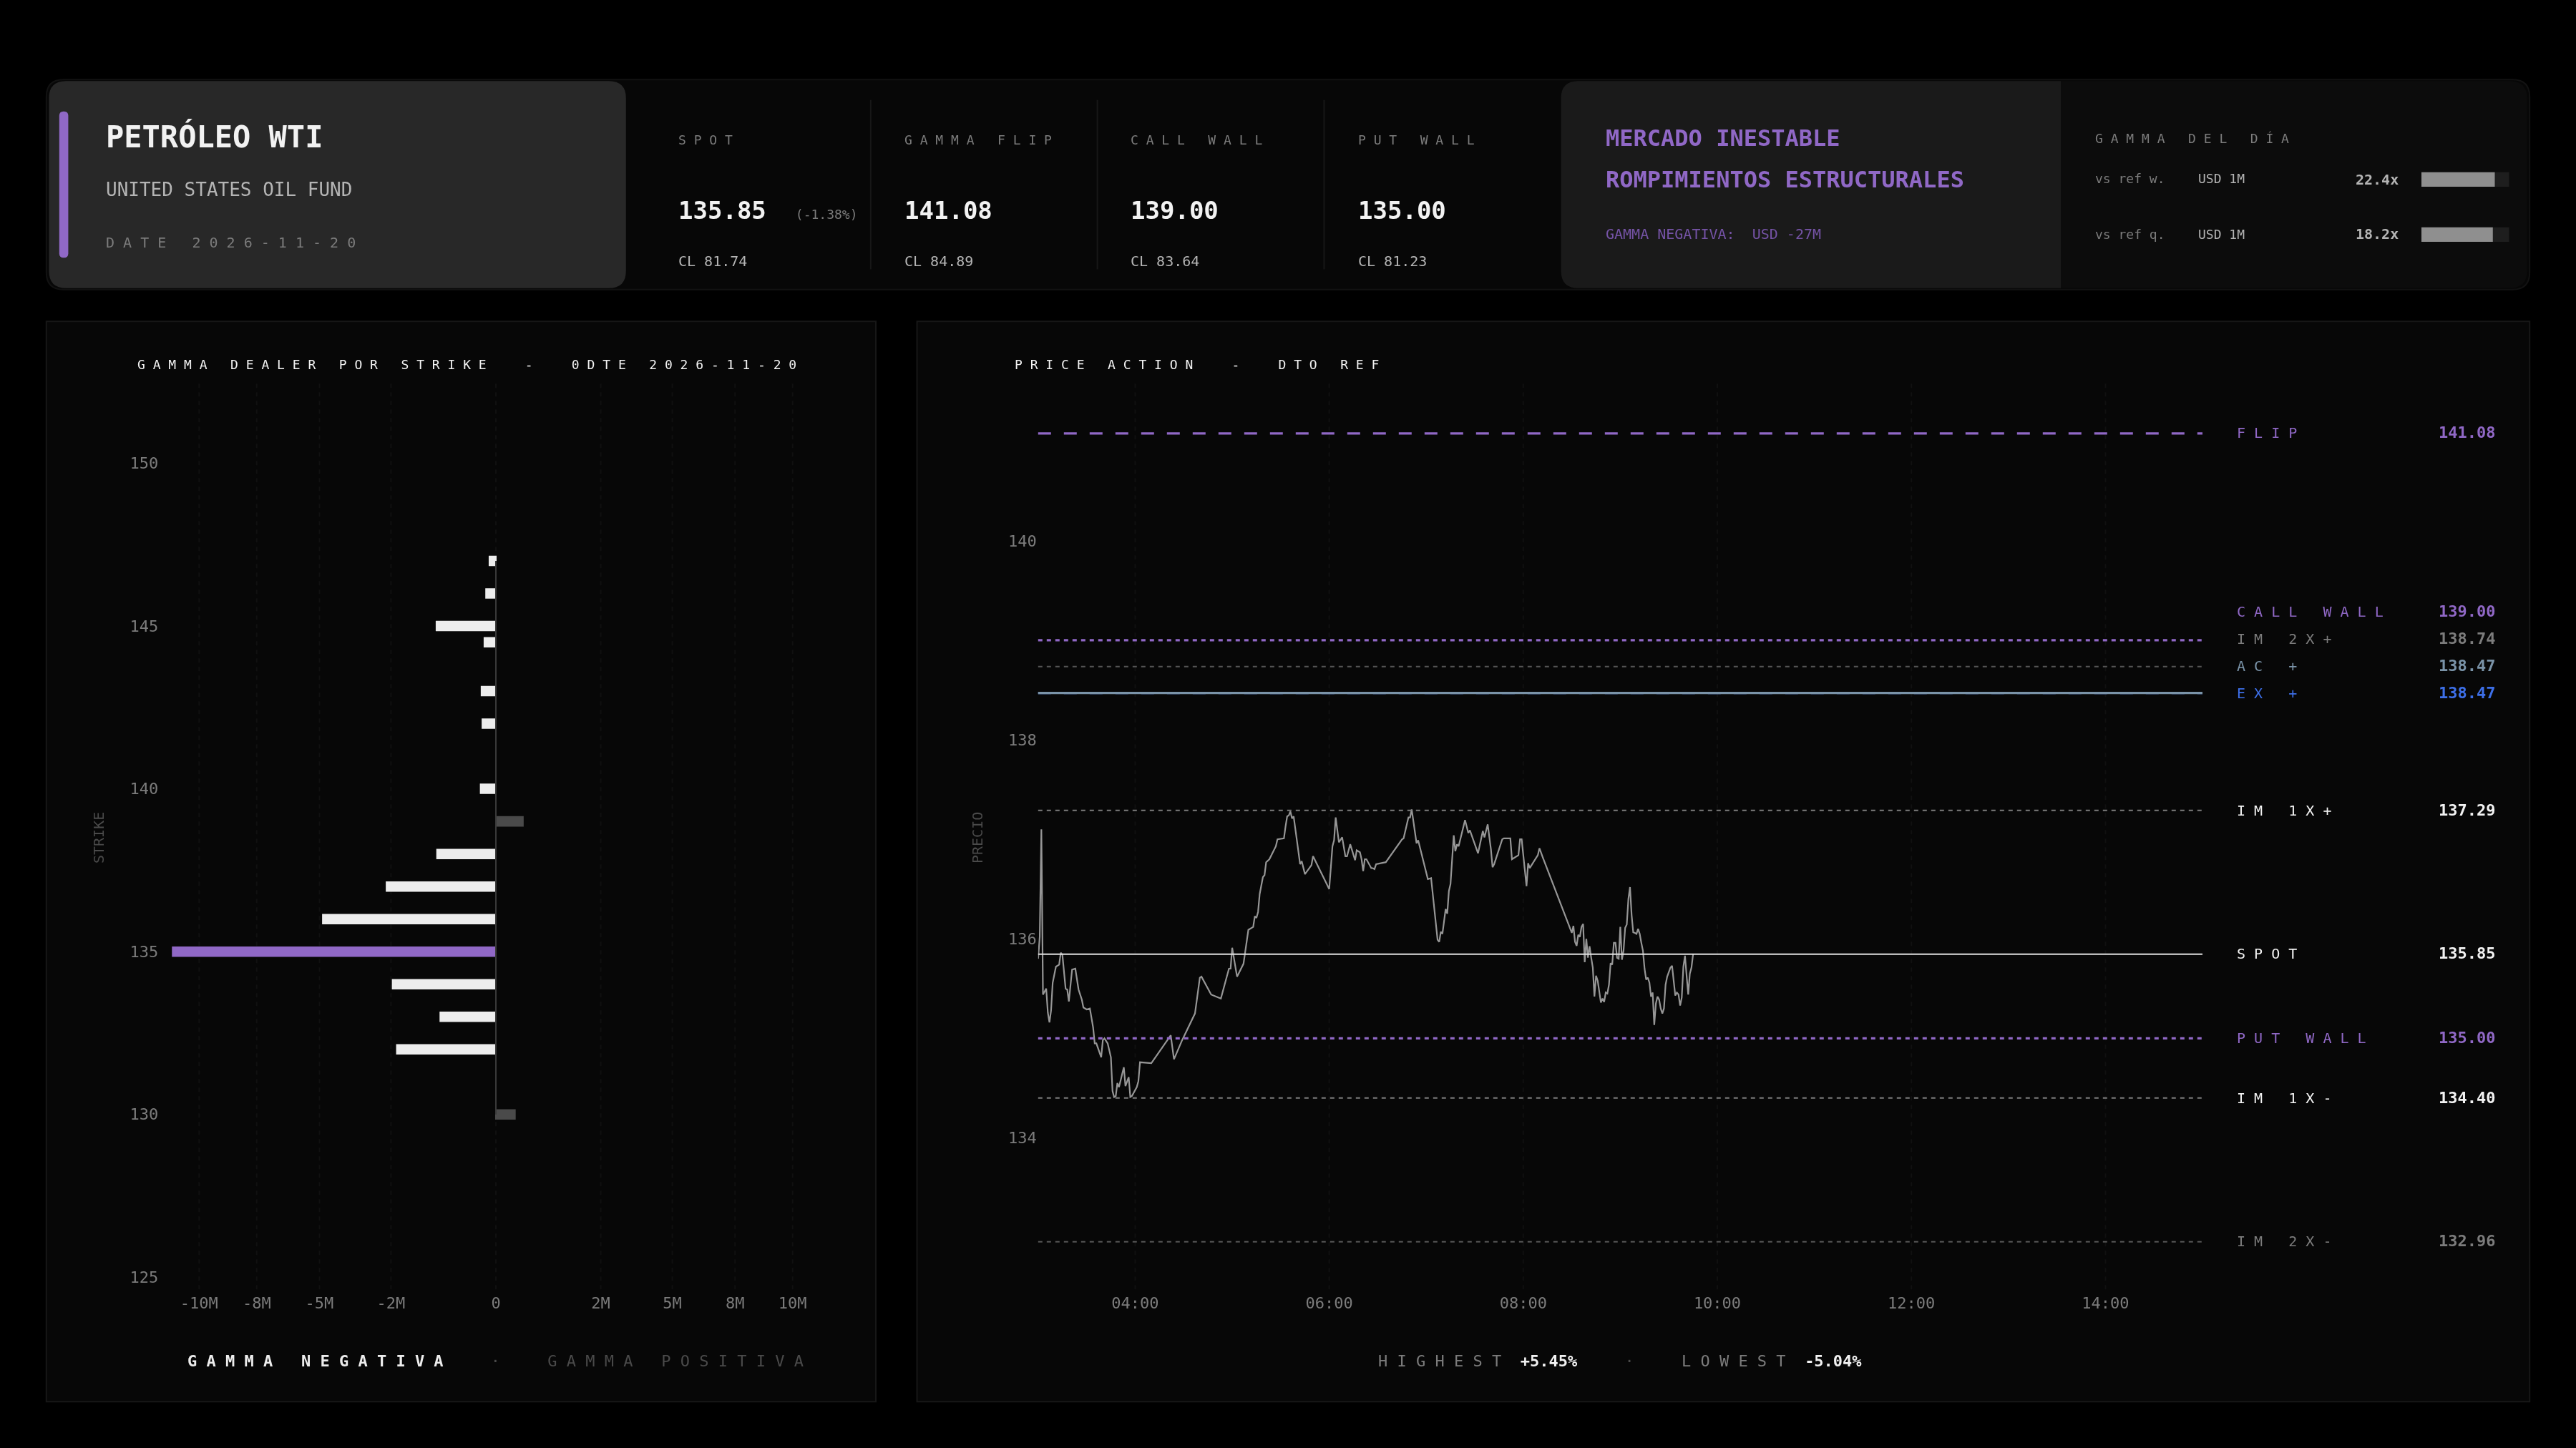 PETRÓLEO WTI
UNITED STATES OIL FUND
DATE 2026-11-20
SPOT
135.85 (-1.38%)
CL 81.74
GAMMA FLIP
141.08
CL 84.89
CALL WALL
139.00
CL 83.64
PUT WALL
135.00
CL 81.23
MERCADO INESTABLE
ROMPIMIENTOS ESTRUCTURALES
GAMMA NEGATIVA: USD -27M
GAMMA DEL DÍA
vs ref w. USD 1M 22.4x
vs ref q. USD 1M 18.2x
GAMMA DEALER POR STRIKE - 0DTE 2026-11-20
STRIKE
150
145
140
135
130
125
-10M -8M -5M -2M 0 2M 5M 8M 10M
GAMMA NEGATIVA · GAMMA POSITIVA
PRICE ACTION - DTO REF
PRECIO
140
138
136
134
04:00 06:00 08:00 10:00 12:00 14:00
FLIP 141.08
CALL WALL 139.00
IM 2X+ 138.74
AC + 138.47
EX + 138.47
IM 1X+ 137.29
SPOT 135.85
PUT WALL 135.00
IM 1X- 134.40
IM 2X- 132.96
HIGHEST +5.45% · LOWEST -5.04%